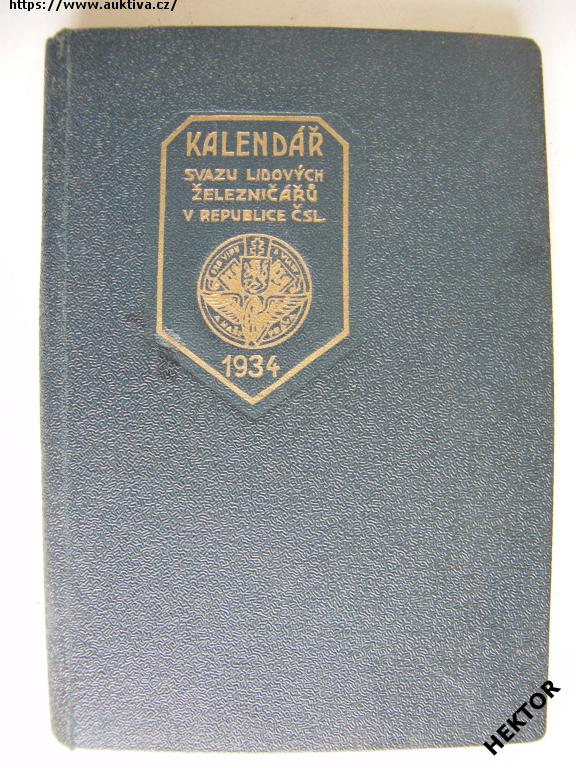 https://www.auktiva.cz/
KALENDÁŘ
SVAZU LIDOVÝCH
ŽELEZNIČÁŘŮ
V REPUBLICE ČSL.
1934
HEKTOR